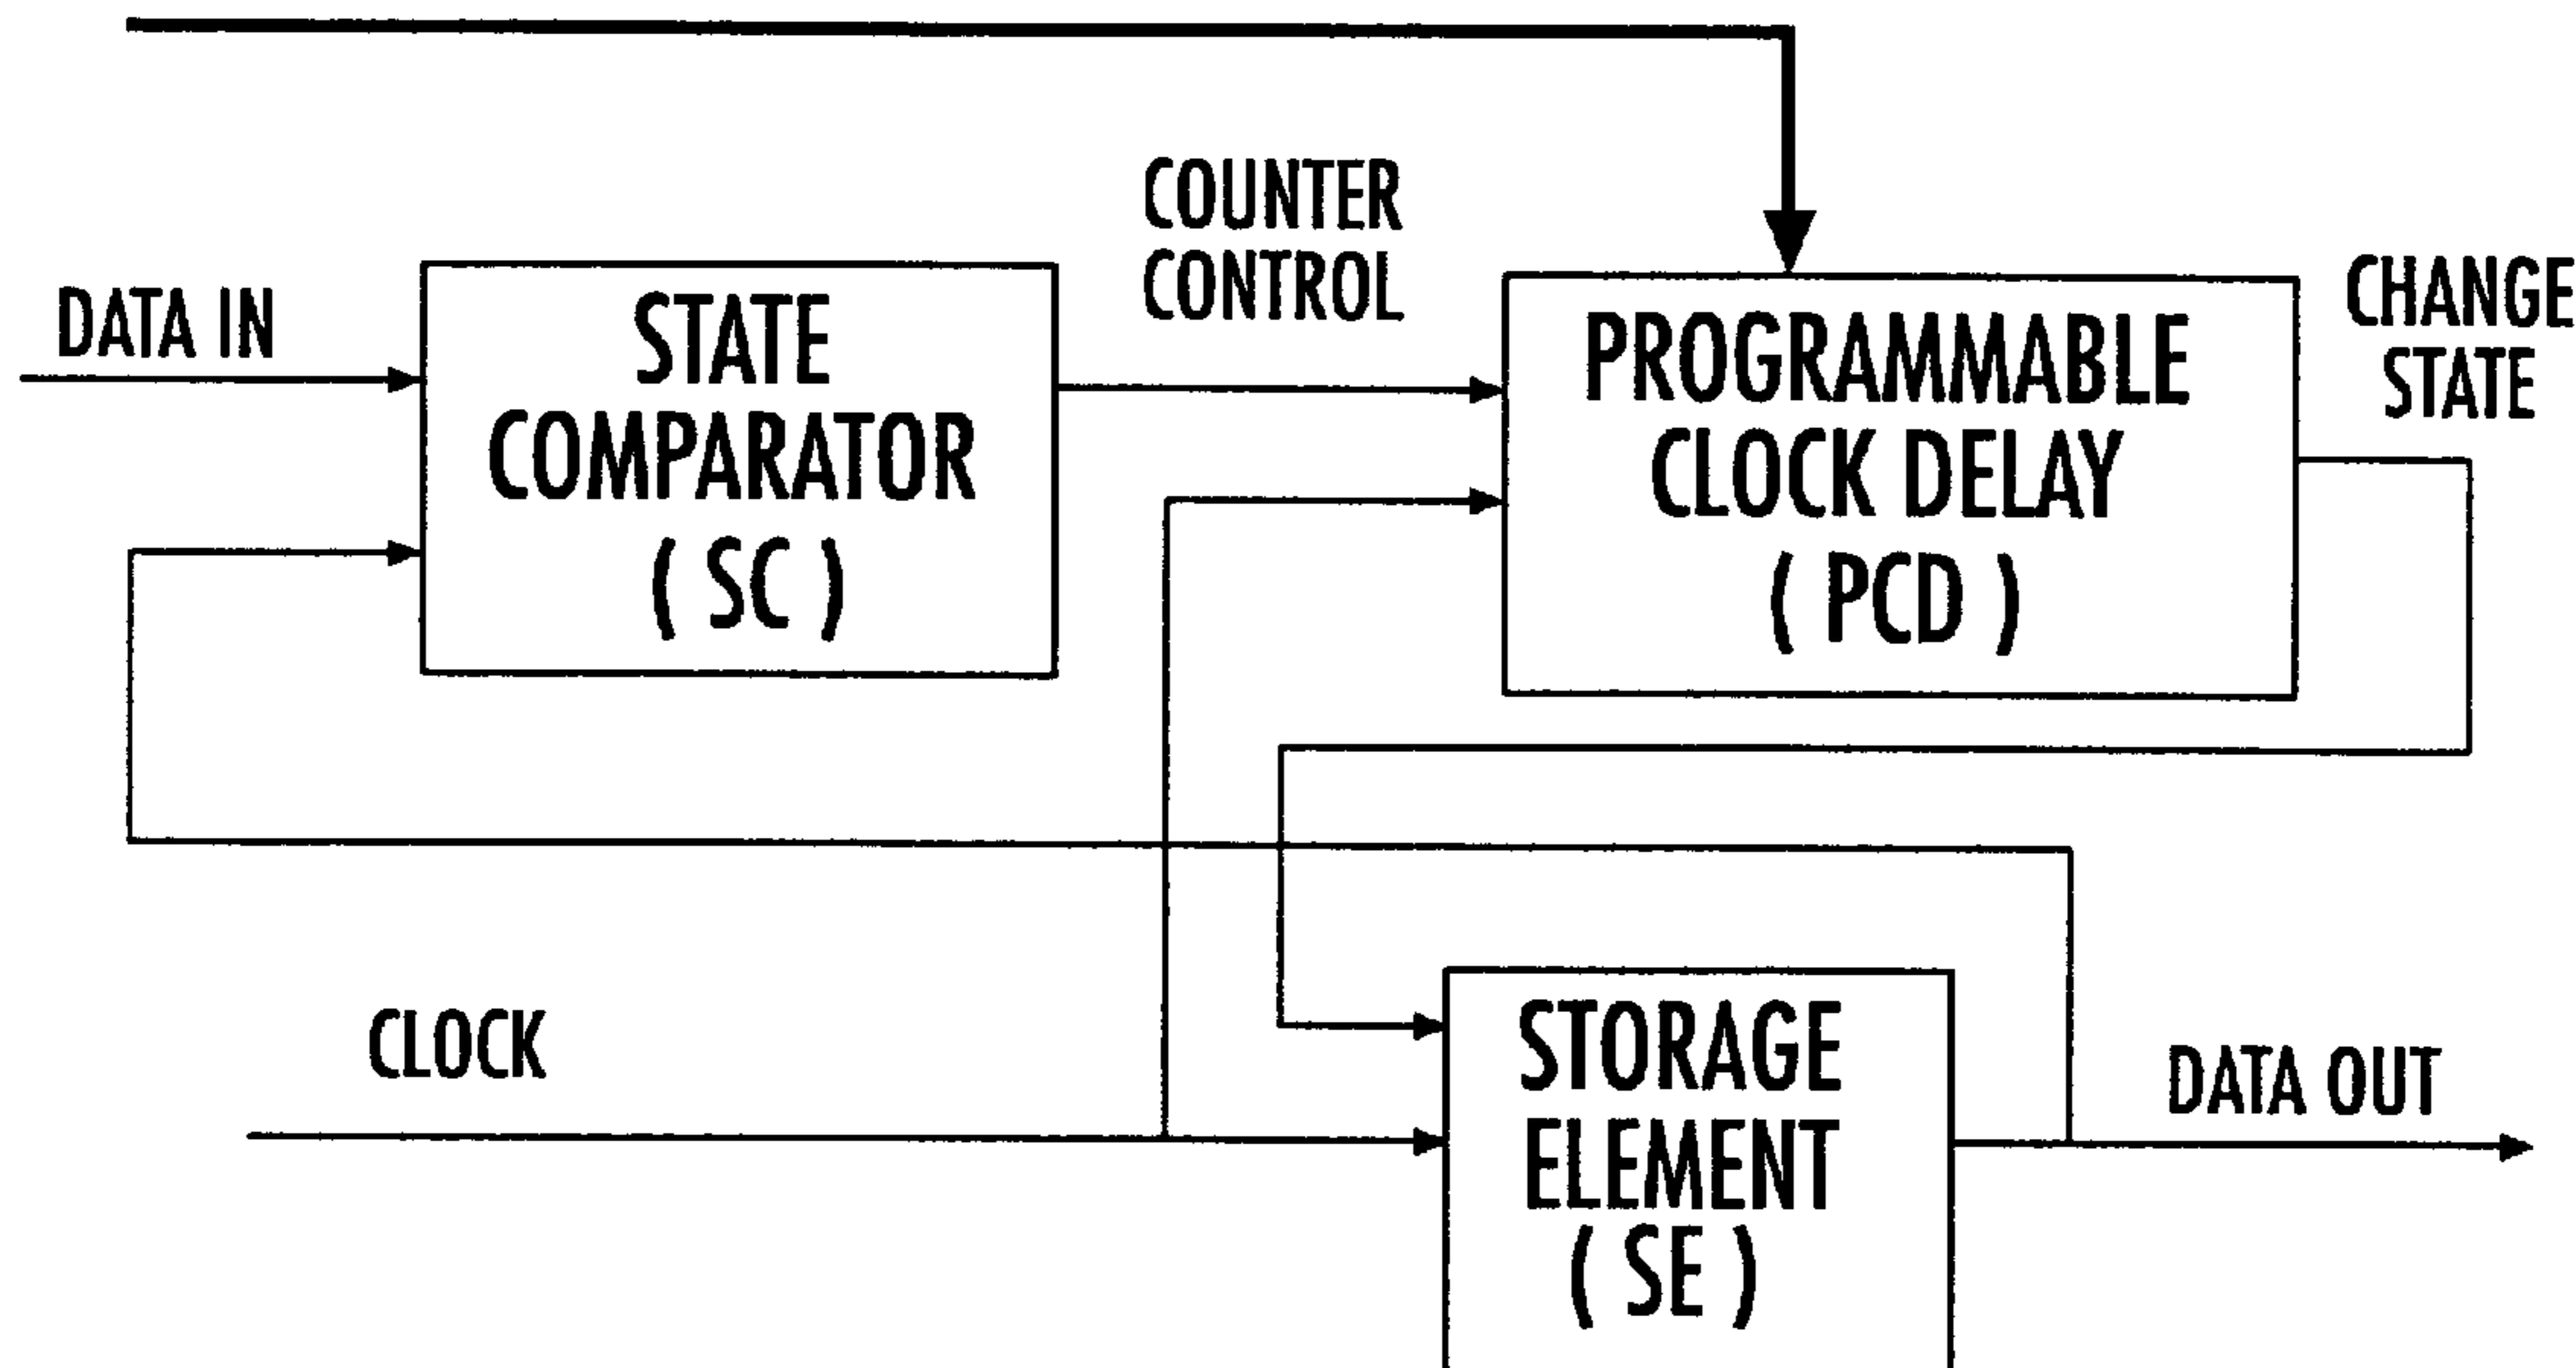 COUNTER
CONTROL
DATA IN
STATE
COMPARATOR
( SC )
PROGRAMMABLE
CLOCK DELAY
( PCD )
CHANGE
STATE
CLOCK
STORAGE
ELEMENT
( SE )
DATA OUT